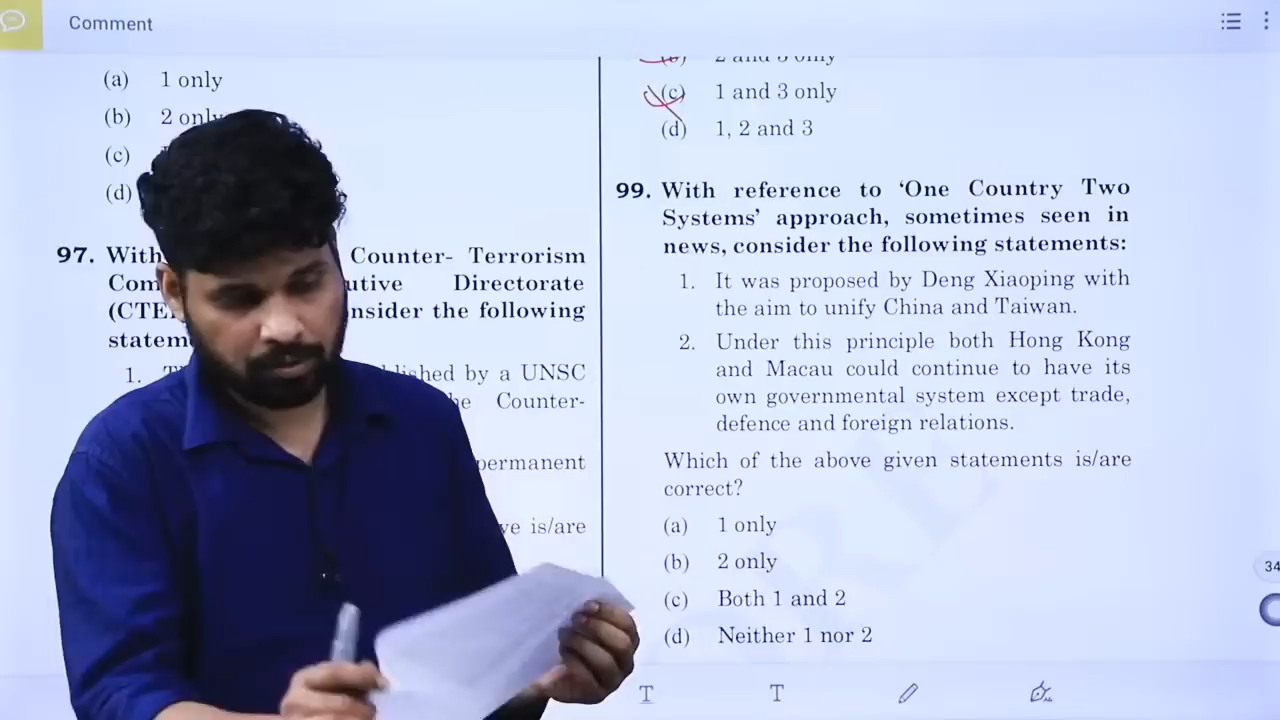 Comment
(a) 1 only
(b) 2 only
(c)
(d)
97. With Counter- Terrorism
Directorate
nsider the following
1. lished by a UNSC
Counter-
permanent
is/are
2 and 3 only
(c) 1 and 3 only
(d) 1, 2 and 3
99. With reference to ‘One Country Two
Systems’ approach, sometimes seen in
news, consider the following statements:
1. It was proposed by Deng Xiaoping with
the aim to unify China and Taiwan.
2. Under this principle both Hong Kong
and Macau could continue to have its
own governmental system except trade,
defence and foreign relations.
Which of the above given statements is/are
correct?
(a) 1 only
(b) 2 only
(c) Both 1 and 2
(d) Neither 1 nor 2
34
T T